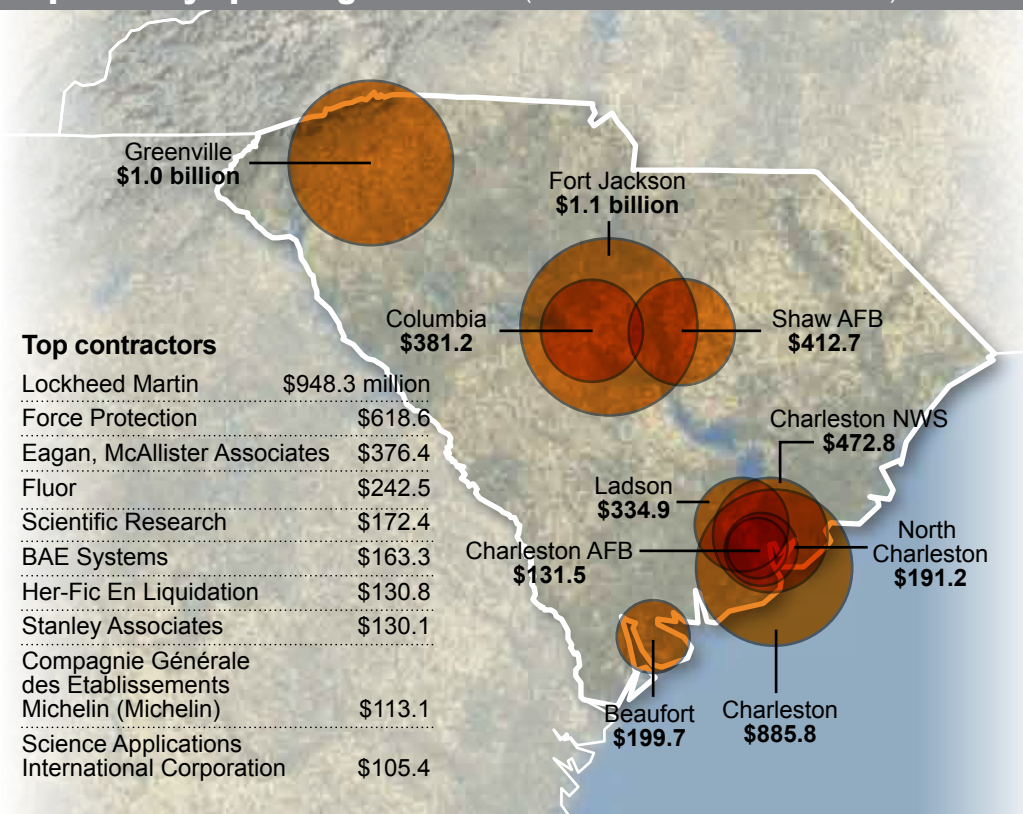 Greenville
$1.0 billion
Fort Jackson
$1.1 billion
Columbia
$381.2
Shaw AFB
$412.7
Charleston NWS
$472.8
Ladson
$334.9
Charleston AFB
$131.5
North
Charleston
$191.2
Beaufort
$199.7
Charleston
$885.8
Top contractors
Lockheed Martin $948.3 million
Force Protection $618.6
Eagan, McAllister Associates $376.4
Fluor $242.5
Scientific Research $172.4
BAE Systems $163.3
Her-Fic En Liquidation $130.8
Stanley Associates $130.1
Compagnie Générale
des Etablissements
Michelin (Michelin) $113.1
Science Applications
International Corporation $105.4